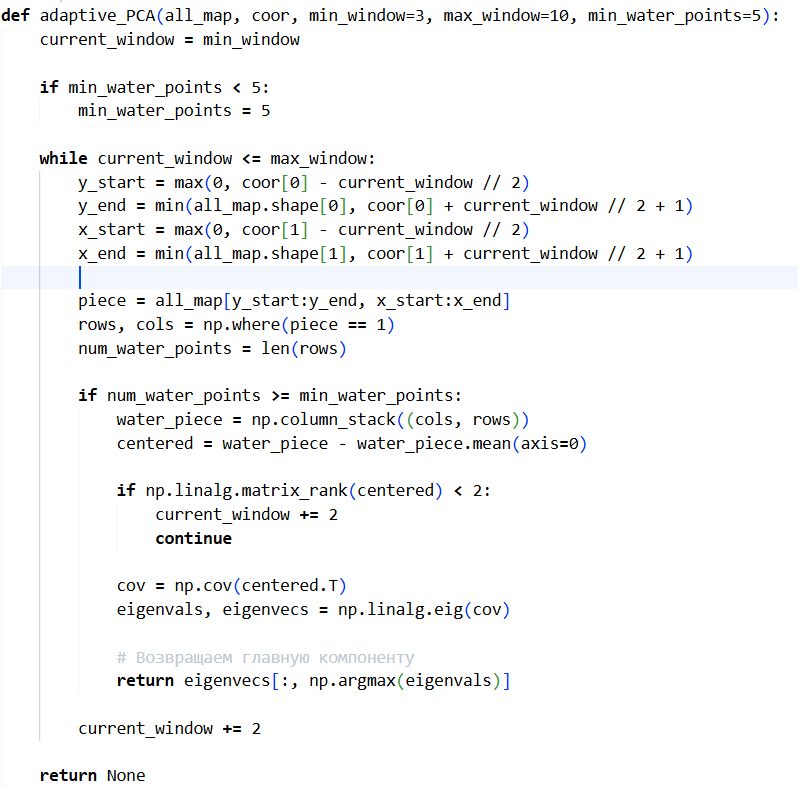 def adaptive_PCA(all_map, coor, min_window=3, max_window=10, min_water_points=5):
    current_window = min_window

    if min_water_points < 5:
        min_water_points = 5

    while current_window <= max_window:
        y_start = max(0, coor[0] - current_window // 2)
        y_end = min(all_map.shape[0], coor[0] + current_window // 2 + 1)
        x_start = max(0, coor[1] - current_window // 2)
        x_end = min(all_map.shape[1], coor[1] + current_window // 2 + 1)

        piece = all_map[y_start:y_end, x_start:x_end]
        rows, cols = np.where(piece == 1)
        num_water_points = len(rows)

        if num_water_points >= min_water_points:
            water_piece = np.column_stack((cols, rows))
            centered = water_piece - water_piece.mean(axis=0)

            if np.linalg.matrix_rank(centered) < 2:
                current_window += 2
                continue

            cov = np.cov(centered.T)
            eigenvals, eigenvecs = np.linalg.eig(cov)

            # Возвращаем главную компоненту
            return eigenvecs[:, np.argmax(eigenvals)]

        current_window += 2

    return None